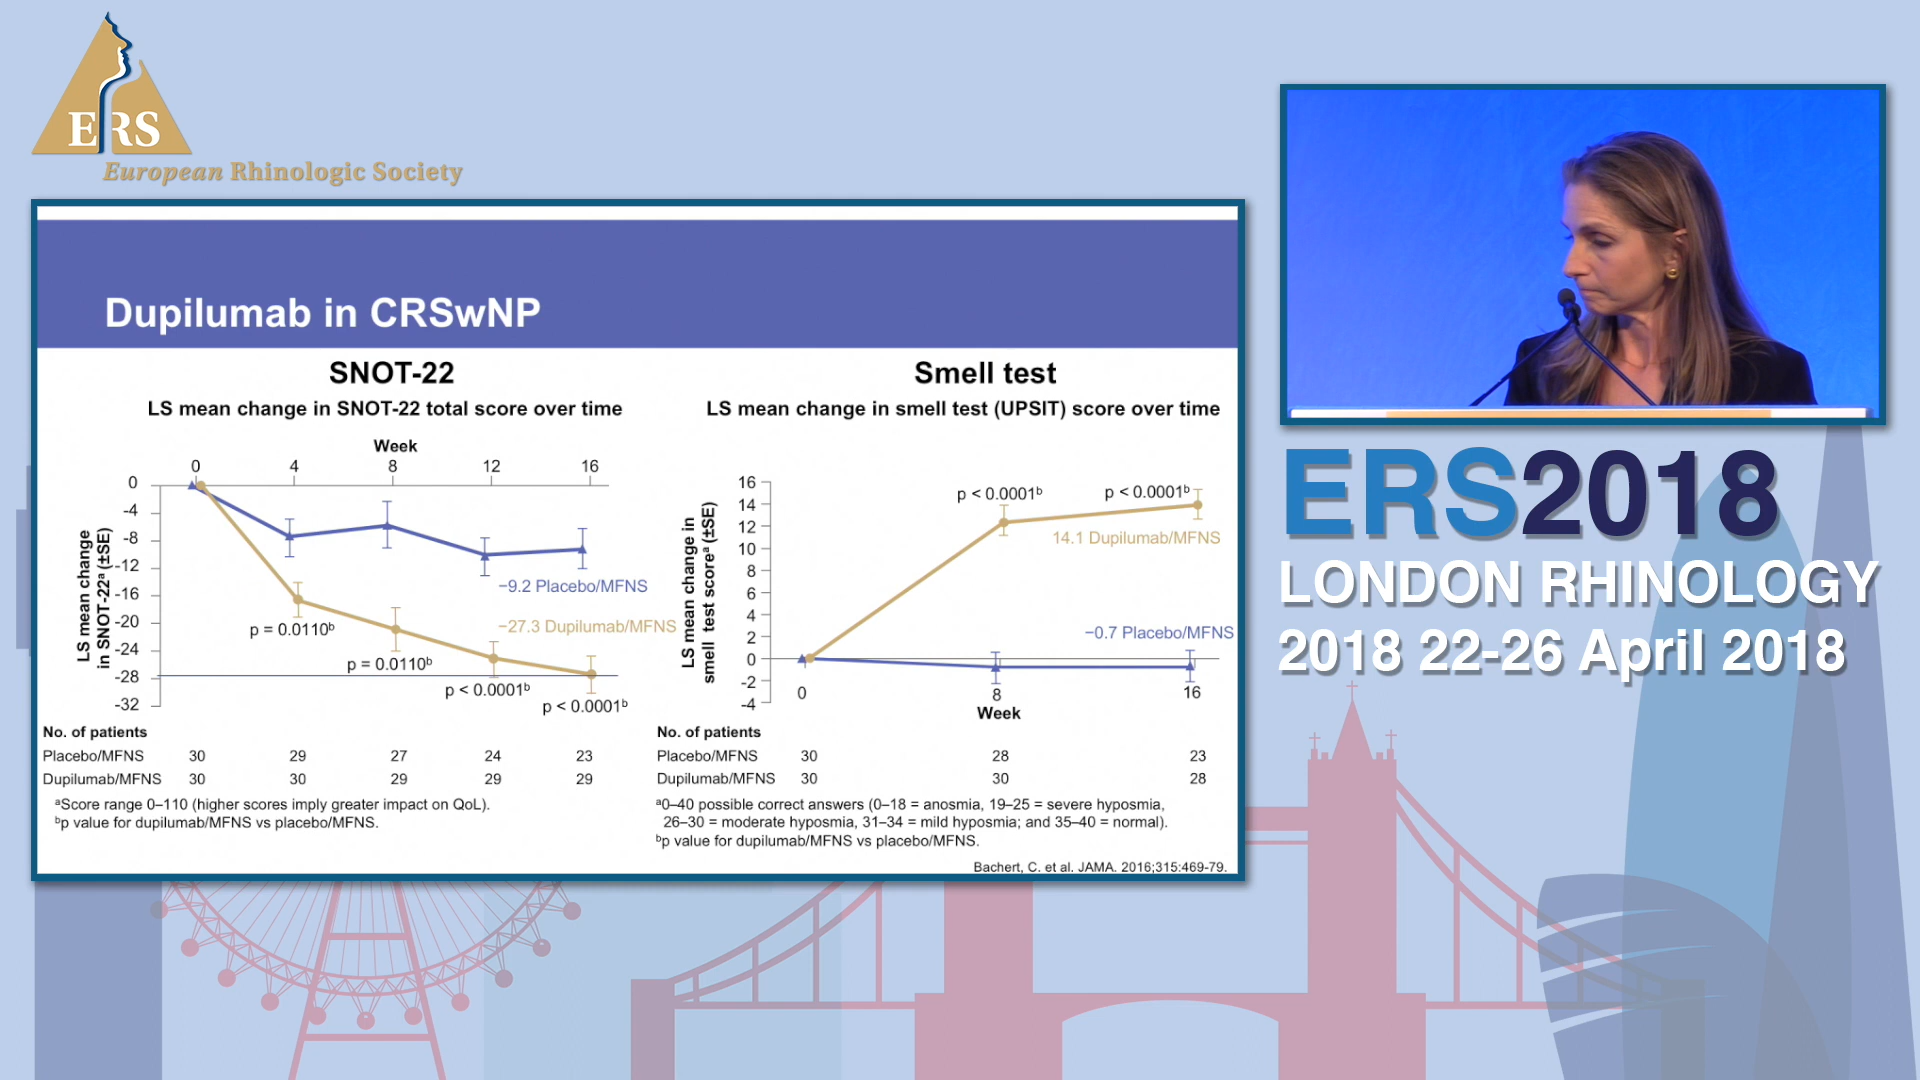 ERS
European Rhinologic Society
Dupilumab in CRSwNP
SNOT-22
LS mean change in SNOT-22 total score over time
Week
0 4 8 12 16
0
-4
-8
-12
-16
-20
-24
-28
-32
LS mean change
in SNOT-22ª (±SE)
−9.2 Placebo/MFNS
−27.3 Dupilumab/MFNS
p = 0.0110ᵇ
p = 0.0110ᵇ
p < 0.0001ᵇ
p < 0.0001ᵇ
No. of patients
Placebo/MFNS 30 29 27 24 23
Dupilumab/MFNS 30 30 29 29 29
ªScore range 0–110 (higher scores imply greater impact on QoL).
ᵇp value for dupilumab/MFNS vs placebo/MFNS.
Smell test
LS mean change in smell test (UPSIT) score over time
16
14
12
10
8
6
4
2
0
-2
-4
LS mean change in
smell test scoreª (±SE)
p < 0.0001ᵇ p < 0.0001ᵇ
14.1 Dupilumab/MFNS
−0.7 Placebo/MFNS
0 8 16
Week
No. of patients
Placebo/MFNS 30 28 23
Dupilumab/MFNS 30 30 28
ª0–40 possible correct answers (0–18 = anosmia, 19–25 = severe hyposmia,
26–30 = moderate hyposmia, 31–34 = mild hyposmia; and 35–40 = normal).
ᵇp value for dupilumab/MFNS vs placebo/MFNS.
Bachert, C. et al. JAMA. 2016;315:469-79.
ERS2018
LONDON RHINOLOGY
2018 22-26 April 2018